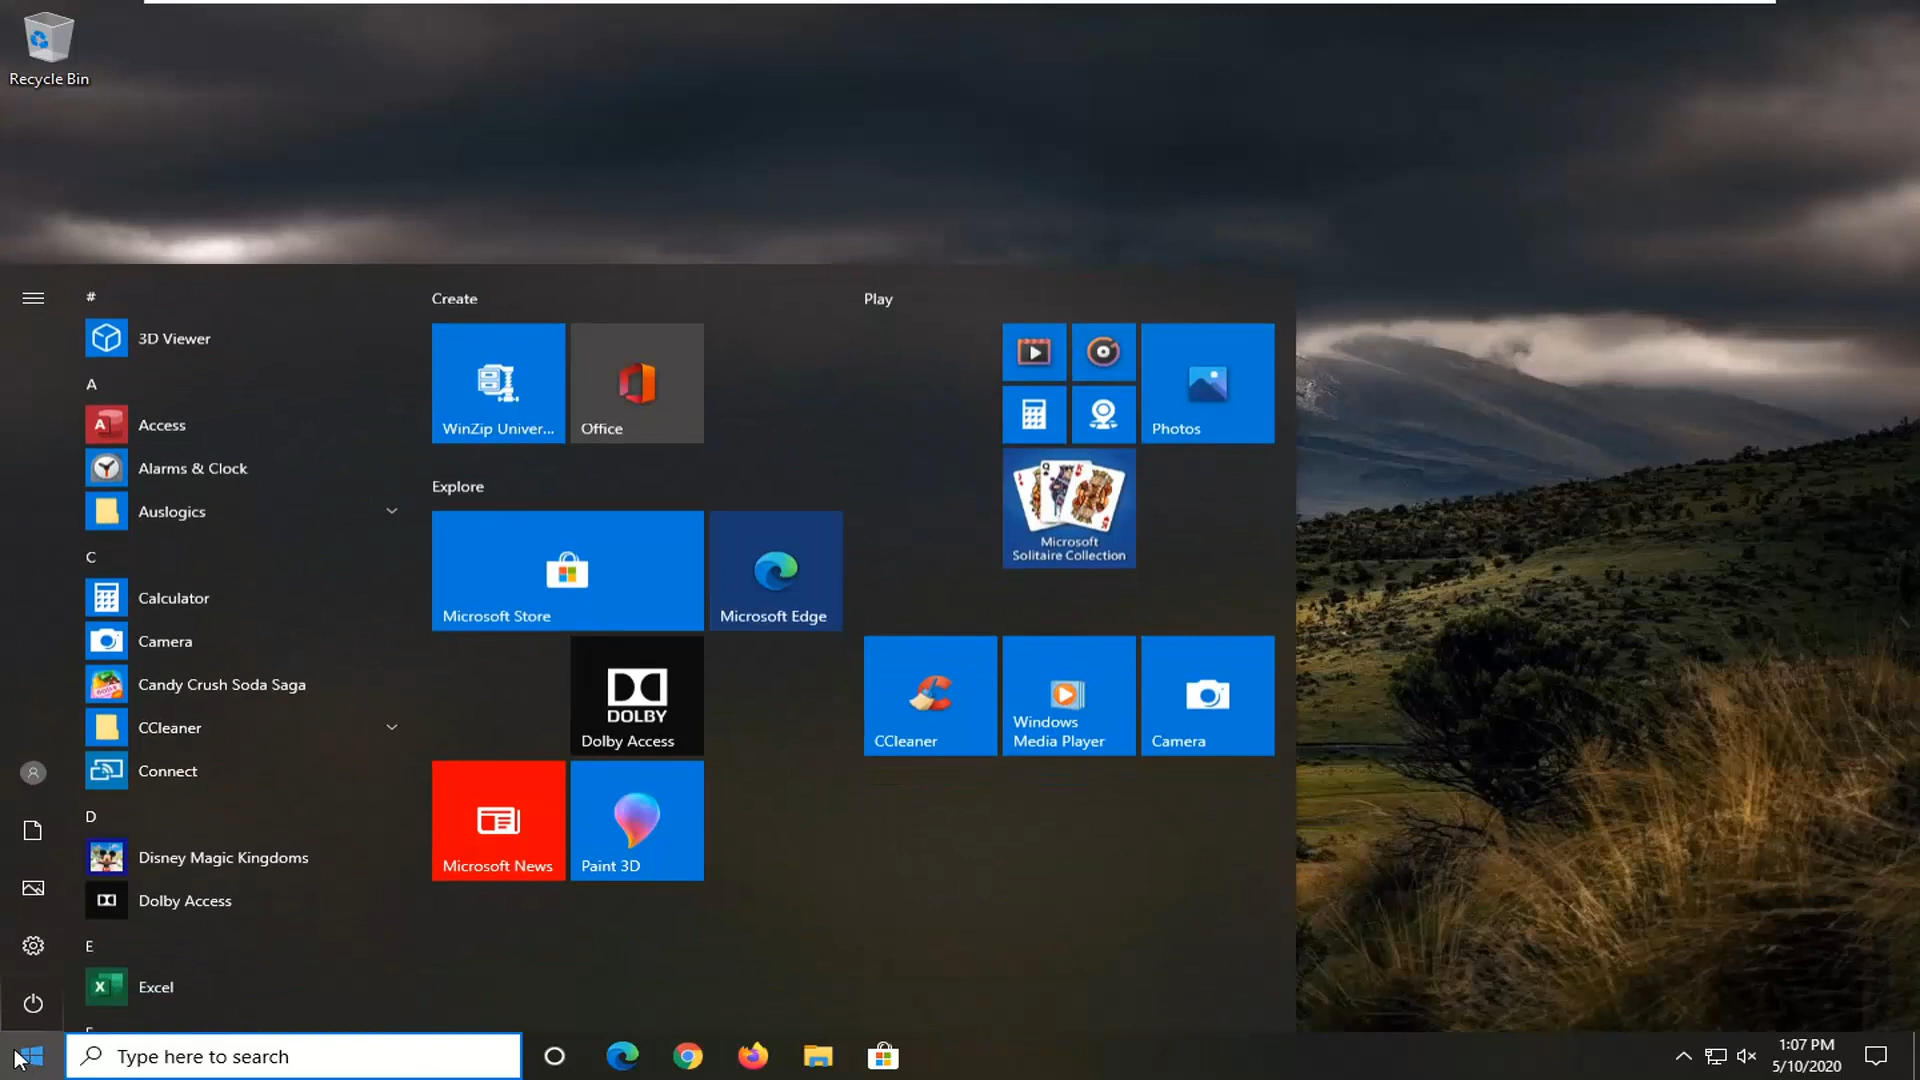 Recycle Bin
#
3D Viewer
A
Access
Alarms & Clock
Auslogics
C
Calculator
Camera
Candy Crush Soda Saga
CCleaner
Connect
D
Disney Magic Kingdoms
Dolby Access
E
Excel
Create
WinZip Univer...
Office
Explore
Microsoft Store
Microsoft Edge
DOLBY
Dolby Access
Microsoft News
Paint 3D
Play
Photos
Microsoft
Solitaire Collection
CCleaner
Windows
Media Player
Camera
Type here to search
1:07 PM
5/10/2020